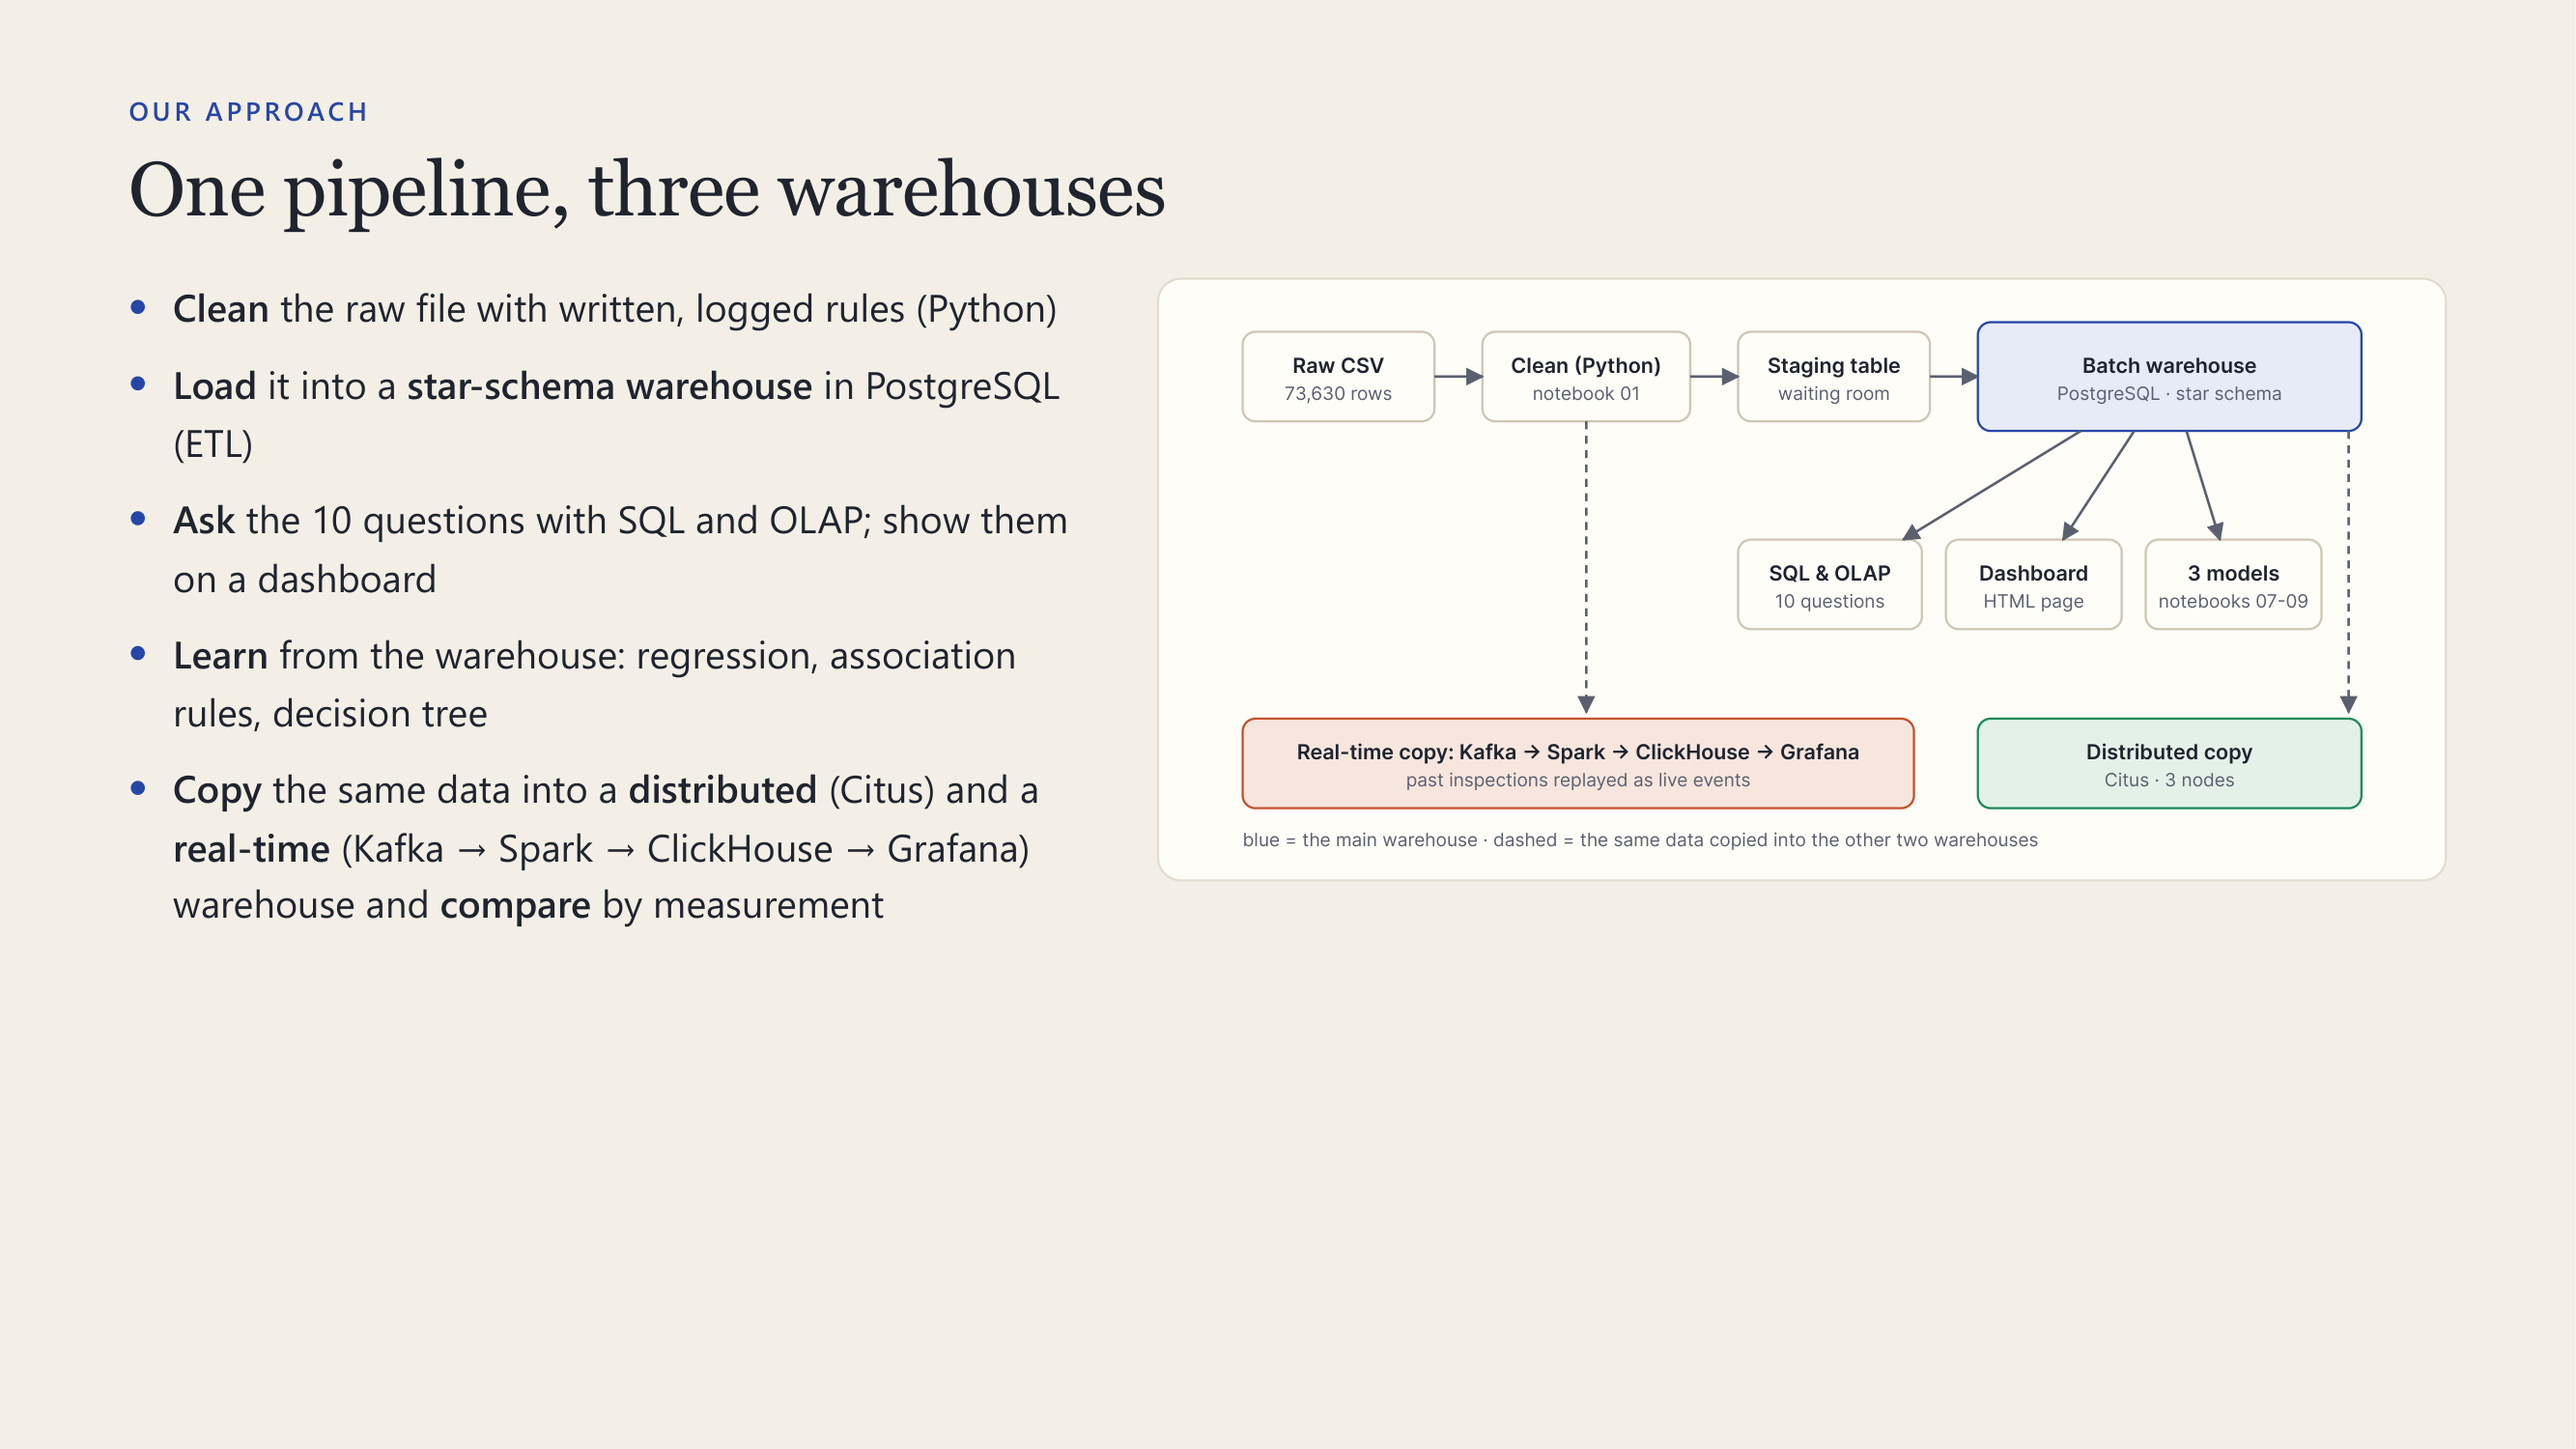 OUR APPROACH
One pipeline, three warehouses
• Clean the raw file with written, logged rules (Python)
• Load it into a star-schema warehouse in PostgreSQL
(ETL)
• Ask the 10 questions with SQL and OLAP; show them
on a dashboard
• Learn from the warehouse: regression, association
rules, decision tree
• Copy the same data into a distributed (Citus) and a
real-time (Kafka → Spark → ClickHouse → Grafana)
warehouse and compare by measurement
Raw CSV
73,630 rows
Clean (Python)
notebook 01
Staging table
waiting room
Batch warehouse
PostgreSQL · star schema
SQL & OLAP
10 questions
Dashboard
HTML page
3 models
notebooks 07-09
Real-time copy: Kafka → Spark → ClickHouse → Grafana
past inspections replayed as live events
Distributed copy
Citus · 3 nodes
blue = the main warehouse · dashed = the same data copied into the other two warehouses